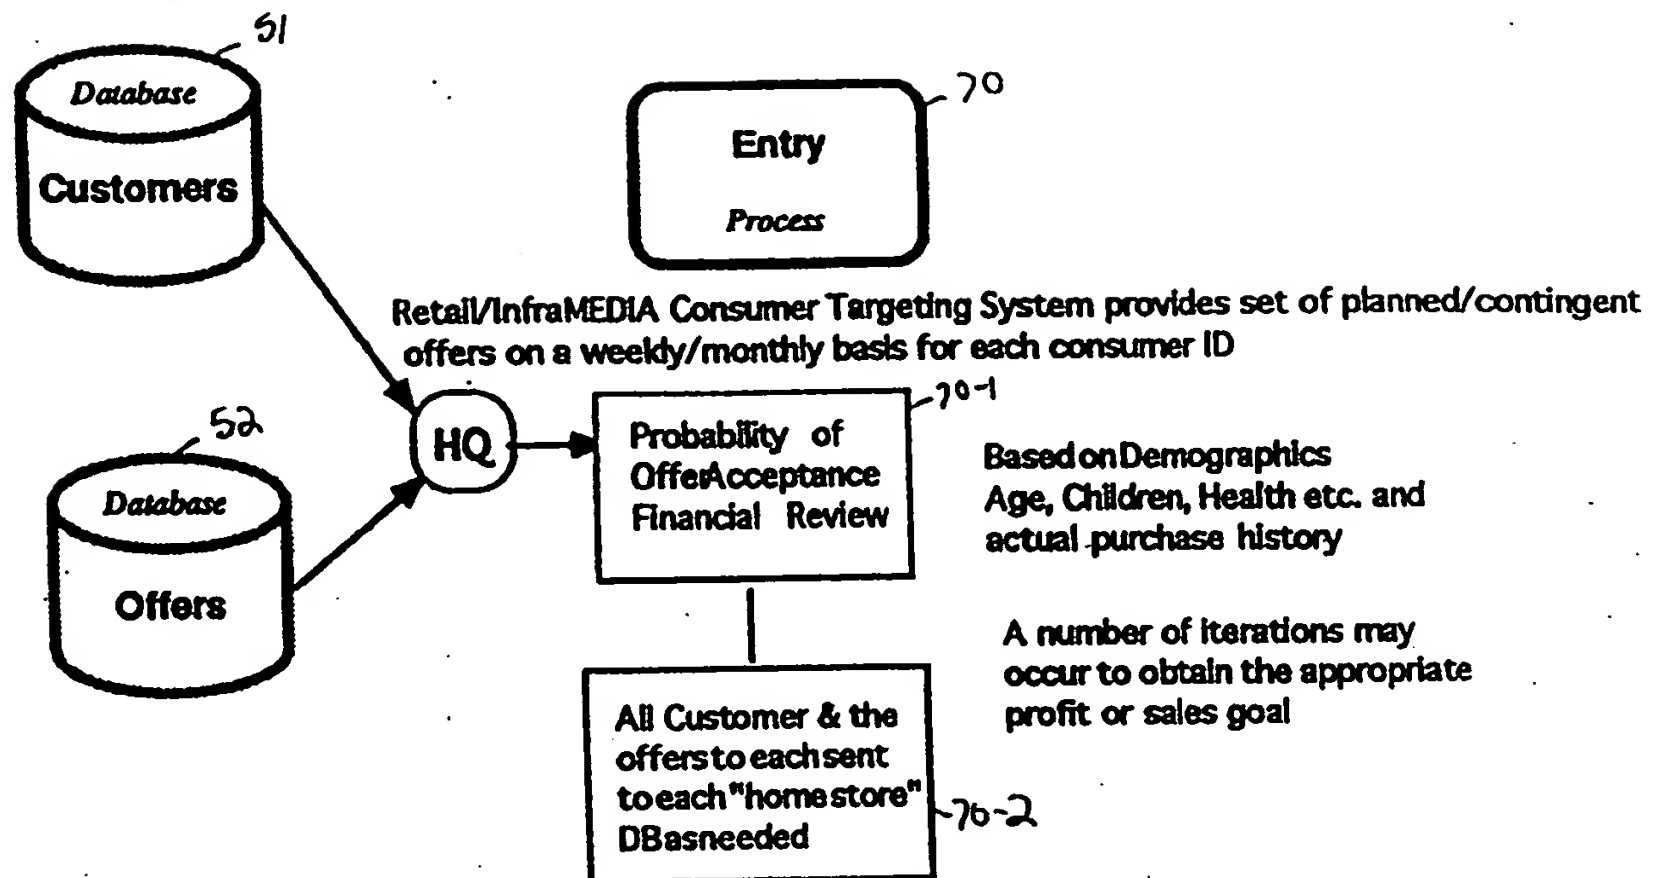 51
Database
Customers
70
Entry
Process
Retail/InfraMEDIA Consumer Targeting System provides set of planned/contingent
offers on a weekly/monthly basis for each consumer ID
52
Database
Offers
HQ
70-1
Probability of
OfferAcceptance
Financial Review
Based on Demographics
Age, Children, Health etc. and
actual purchase history
A number of iterations may
occur to obtain the appropriate
profit or sales goal
All Customer & the
offers to each sent
to each "home store"
DB as needed
70-2